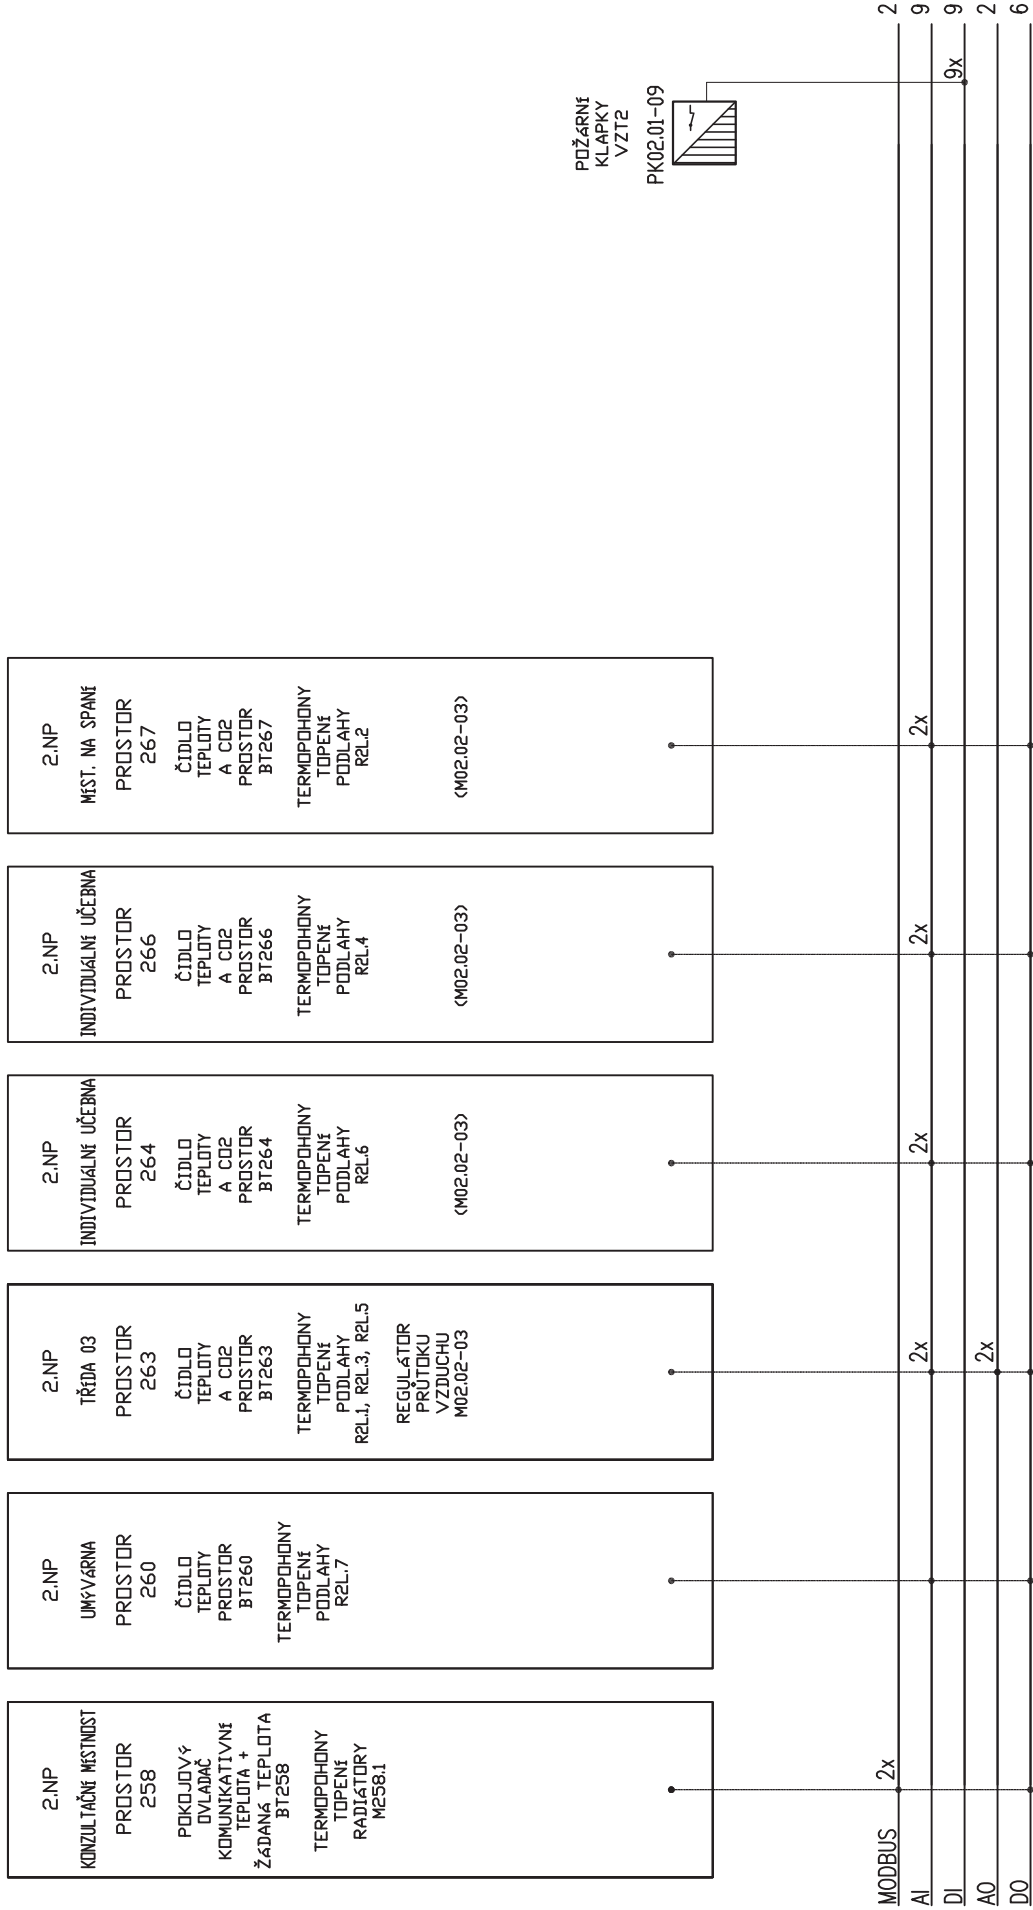 2.NP
KONZULTAČNÍ MÍSTNOST
PROSTOR
258
POKOJOVÝ
OVLADAČ
KOMUNIKATIVNÍ
TEPLOTA +
ŽÁDANÁ TEPLOTA
BT258
TERMOPOHONY
TOPENÍ
RADIÁTORY
M258.1
2.NP
UMÝVÁRNA
PROSTOR
260
ČIDLO
TEPLOTY
PROSTOR
BT260
TERMOPOHONY
TOPENÍ
PODLAHY
R2L.7
2.NP
TŘÍDA 03
PROSTOR
263
ČIDLO
TEPLOTY
A CO2
PROSTOR
BT263
TERMOPOHONY
TOPENÍ
PODLAHY
R2L.1, R2L.3, R2L.5
REGULÁTOR
PRŮTOKU
VZDUCHU
M02.02-03
2.NP
INDIVIDUÁLNÍ UČEBNA
PROSTOR
264
ČIDLO
TEPLOTY
A CO2
PROSTOR
BT264
TERMOPOHONY
TOPENÍ
PODLAHY
R2L.6
(M02.02-03)
2.NP
INDIVIDUÁLNÍ UČEBNA
PROSTOR
266
ČIDLO
TEPLOTY
A CO2
PROSTOR
BT266
TERMOPOHONY
TOPENÍ
PODLAHY
R2L.4
(M02.02-03)
2.NP
MÍST. NA SPANÍ
PROSTOR
267
ČIDLO
TEPLOTY
A CO2
PROSTOR
BT267
TERMOPOHONY
TOPENÍ
PODLAHY
R2L.2
(M02.02-03)
POŽÁRNÍ
KLAPKY
VZT2
PK02.01-09
MODBUS 2x 2
AI 2x 2x 2x 2x 9
DI 9x 9
AO 2x 2
DO 6